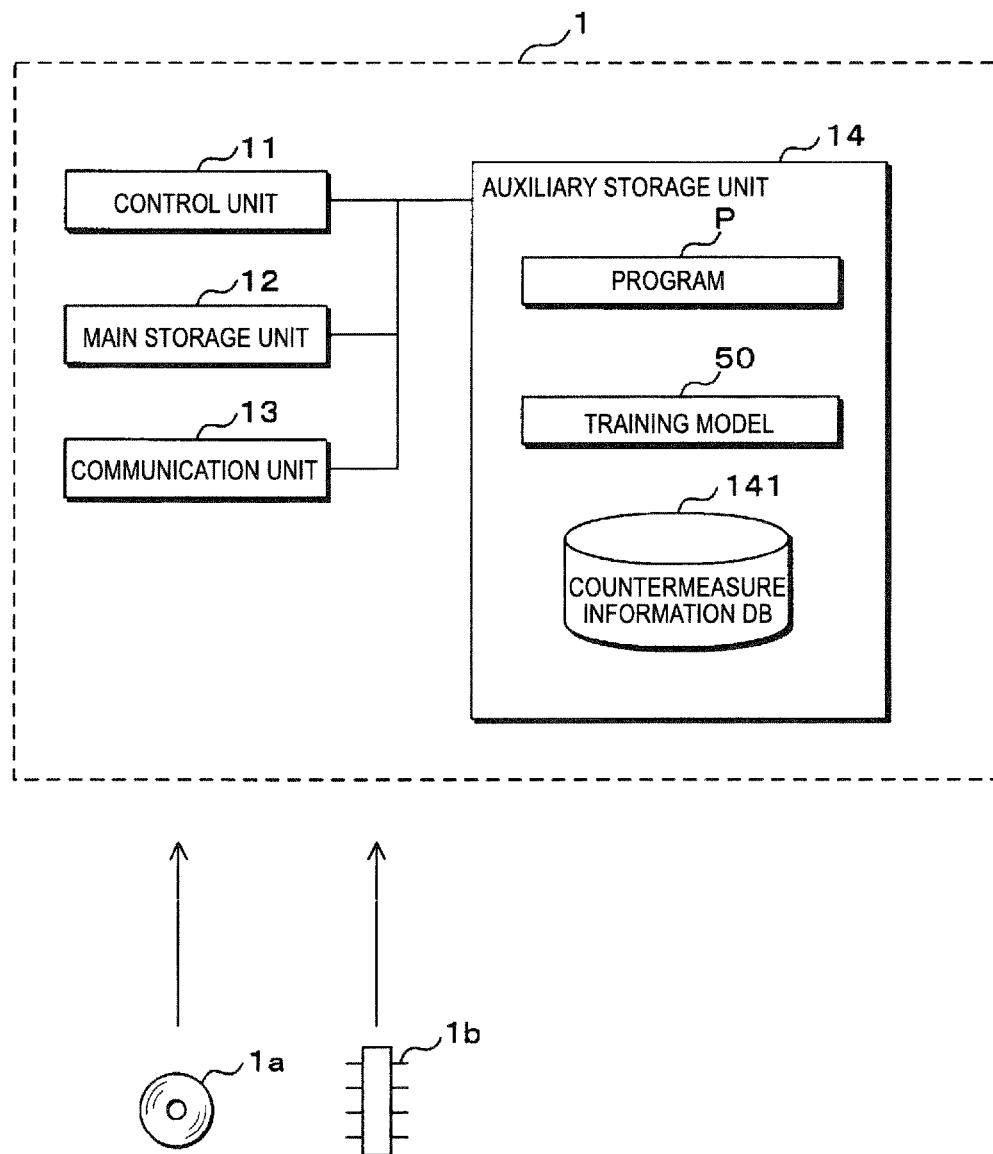 1
11
CONTROL UNIT
12
MAIN STORAGE UNIT
13
COMMUNICATION UNIT
14
AUXILIARY STORAGE UNIT
P
PROGRAM
50
TRAINING MODEL
141
COUNTERMEASURE
INFORMATION DB
1a
1b